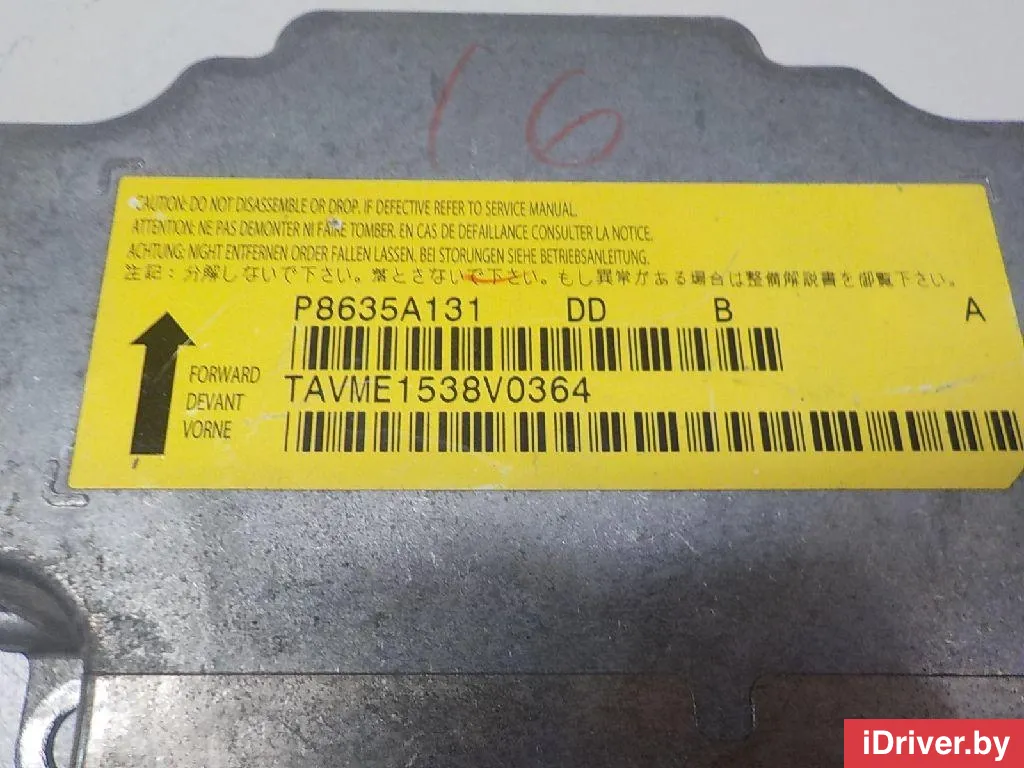 16
CAUTION: DO NOT DISASSEMBLE OR DROP. IF DEFECTIVE REFER TO SERVICE MANUAL.
ATTENTION: NE PAS DEMONTER NI FAIRE TOMBER. EN CAS DE DEFAILLANCE CONSULTER LA NOTICE.
ACHTUNG: NIGHT ENTFERNEN ORDER FALLEN LASSEN. BEI STORUNGEN SIEHE BETRIEBSANLEITUNG.
注記：分解しないで下さい。落とさないで下さい。もし異常がある場合は整備解説書を御覧下さい。
P8635A131 DD B A
FORWARD
DEVANT
VORNE
TAVME1538V0364
iDriver.by